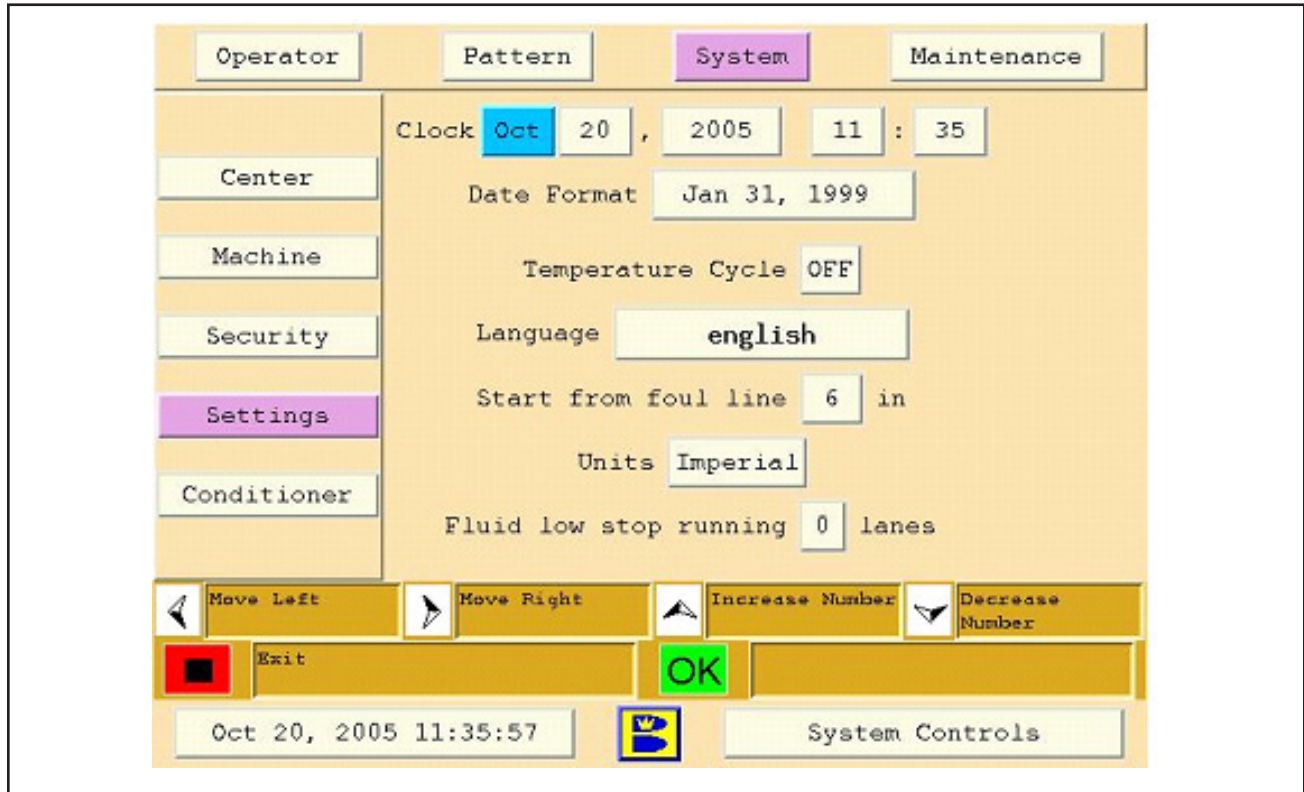 Operator Pattern System Maintenance
Clock Oct 20 , 2005 11 : 35
Center
Date Format Jan 31, 1999
Machine
Temperature Cycle OFF
Security
Language english
Start from foul line 6 in
Settings
Units Imperial
Conditioner
Fluid low stop running 0 lanes
Move Left Move Right Increase Number Decrease
Number
Exit OK
Oct 20, 2005 11:35:57 System Controls